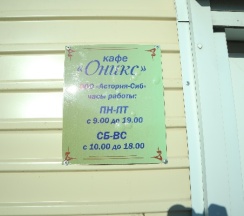 кафе
«Оникс»
ООО «Астория-Сиб»
часы работы:
ПН-ПТ
с 9.00 до 19.00
СБ-ВС
с 10.00 до 18.00